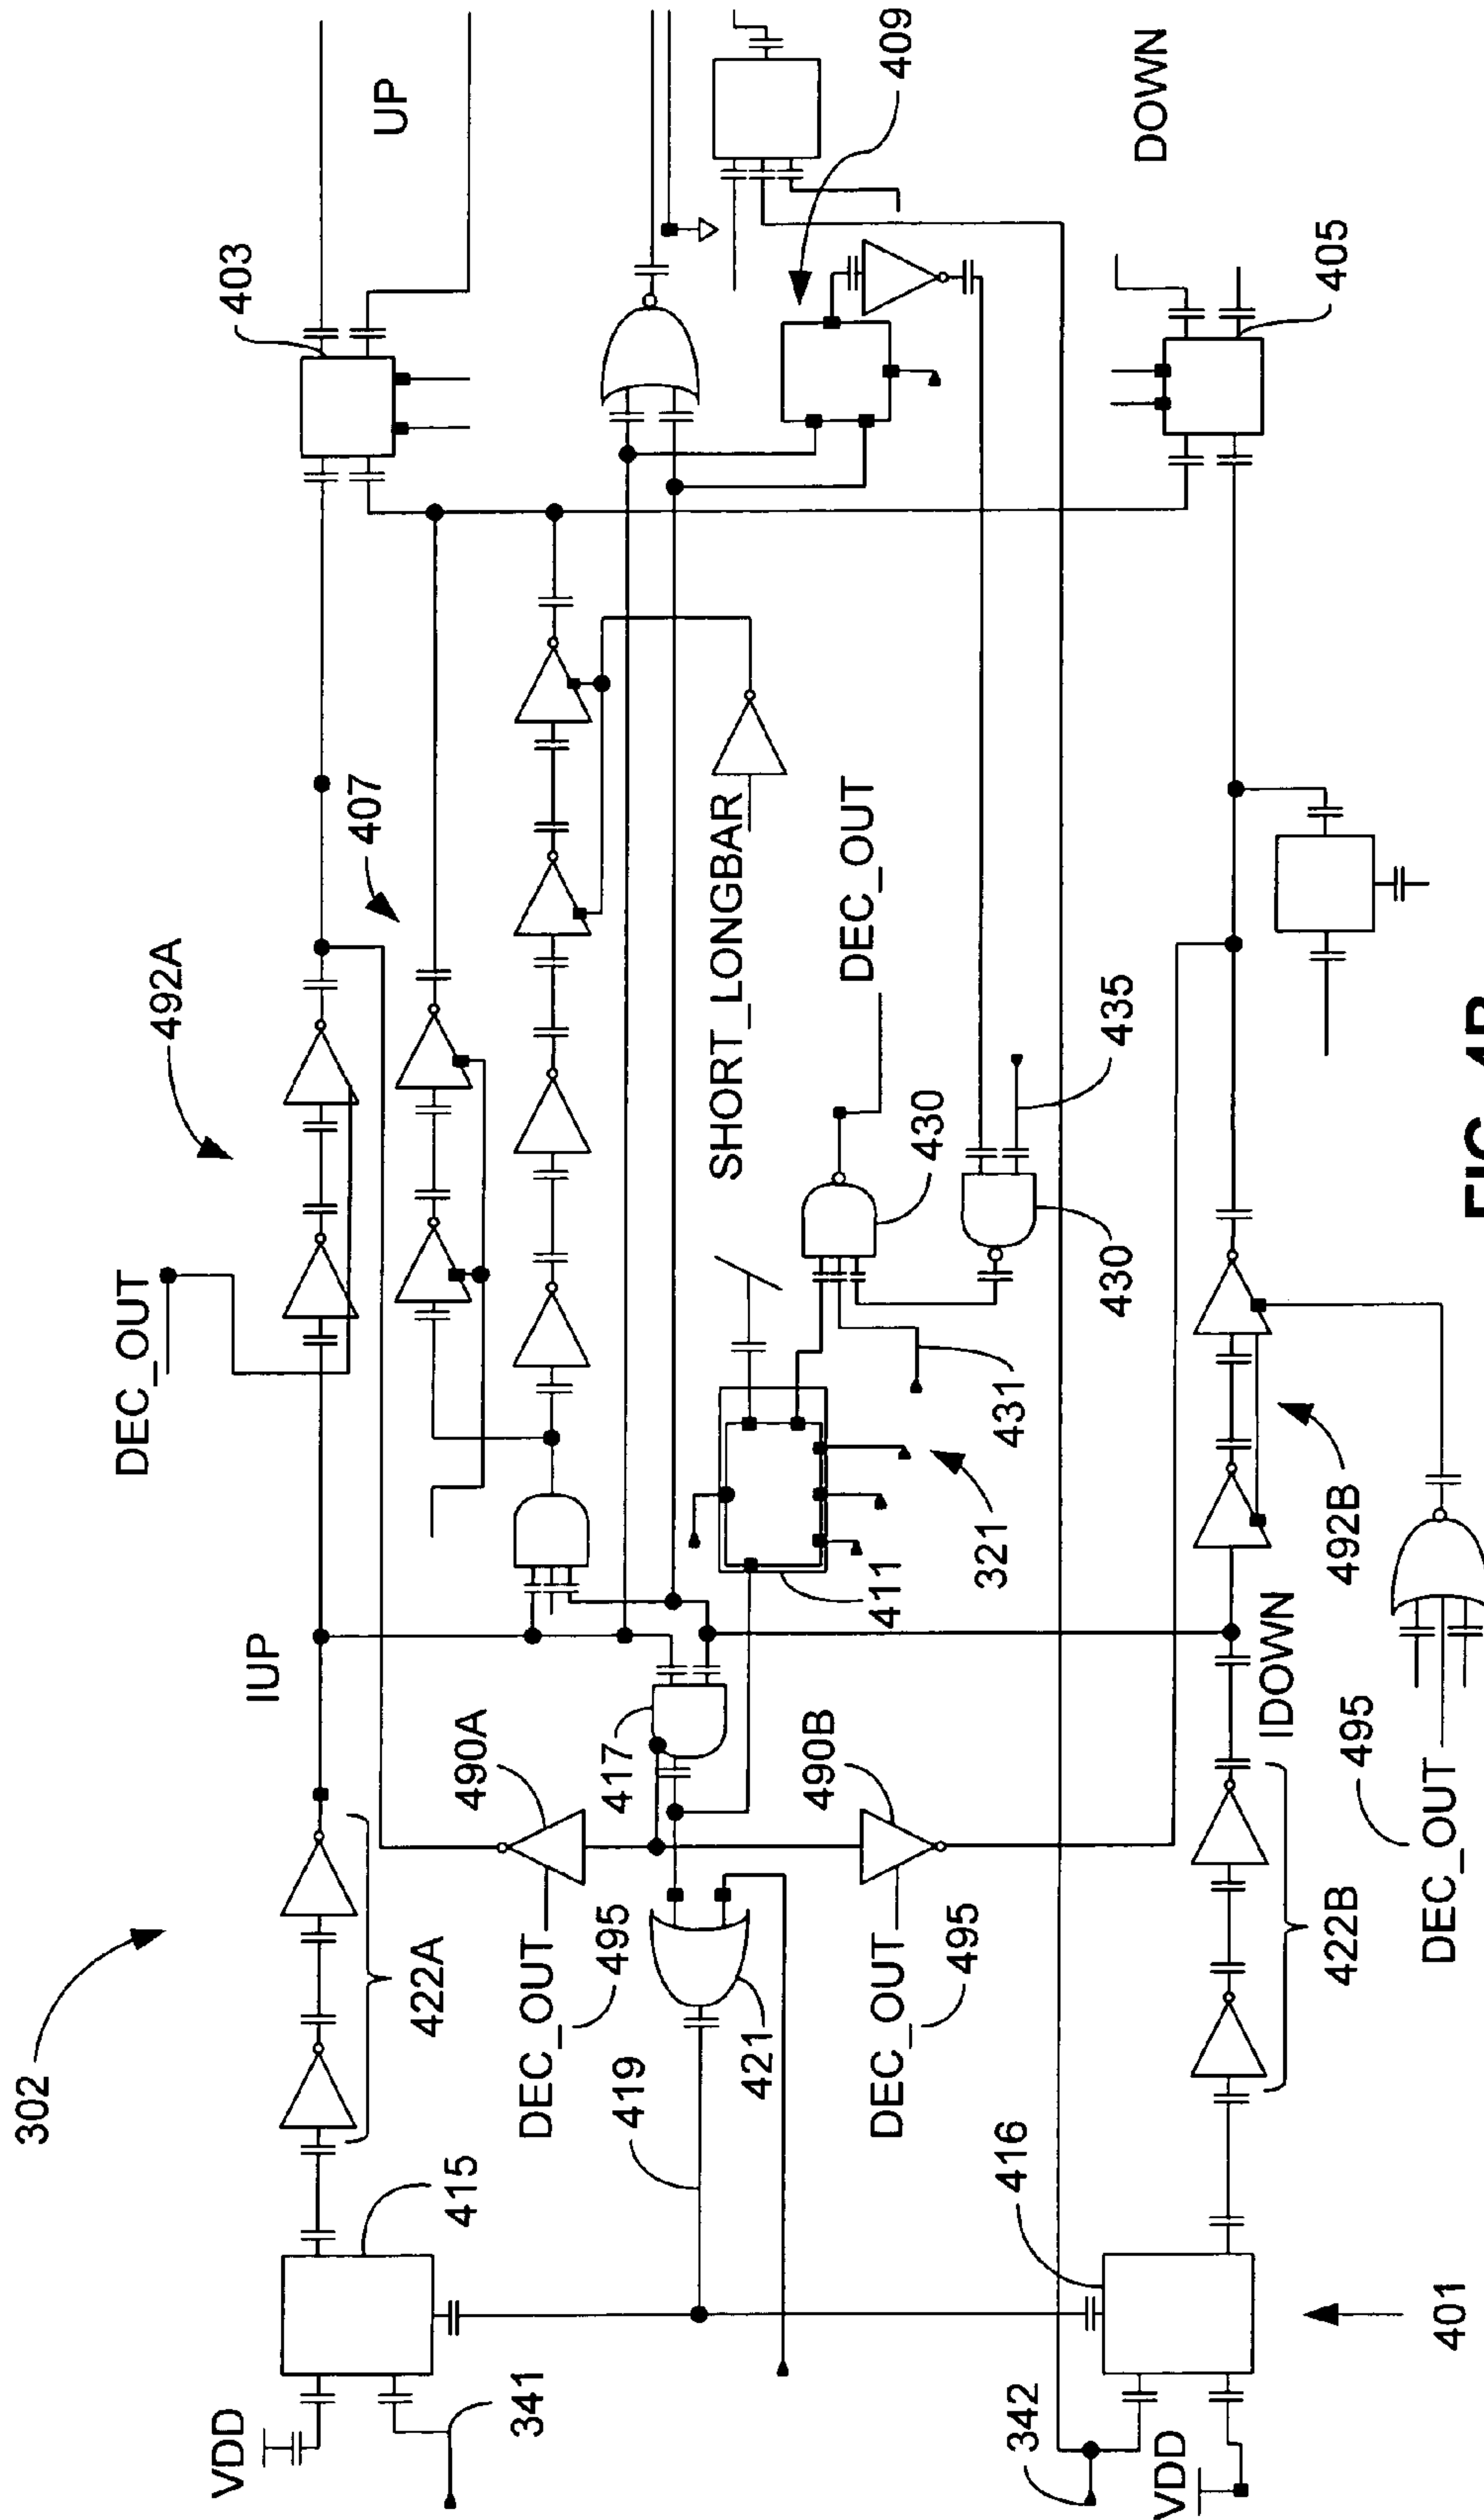 302
VDD
341
415
422A
IUP
DEC_OUT
492A
407
403
UP
DEC_OUT
495
490A
417
419
421
DEC_OUT
495
490B
411
321
431
SHORT_LONGBAR
430
DEC_OUT
430
435
409
342
VDD
416
401
422B
IDOWN
495
DEC_OUT
492B
405
DOWN
FIG. 4B